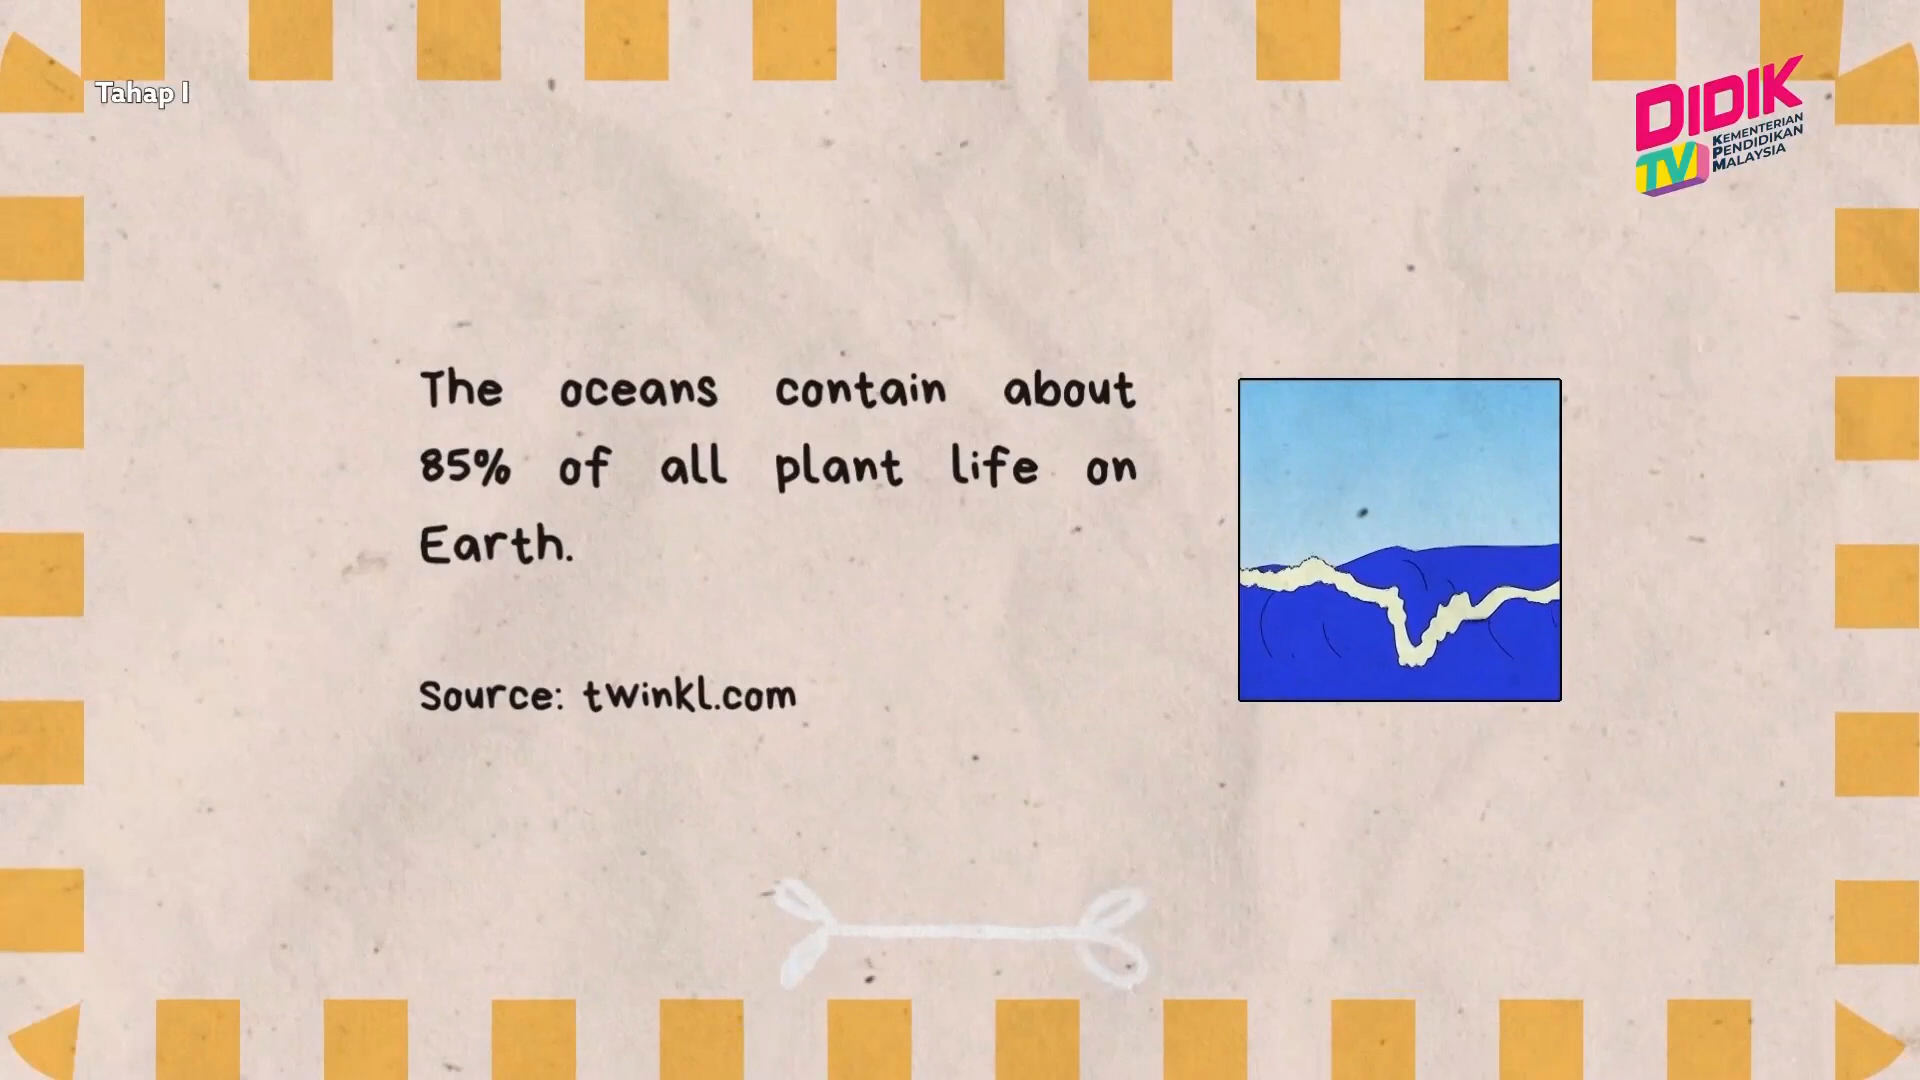 Tahap 1
DIDIK
TV
KEMENTERIAN
PENDIDIKAN
MALAYSIA
The oceans contain about
85% of all plant life on
Earth.
Source: twinkl.com